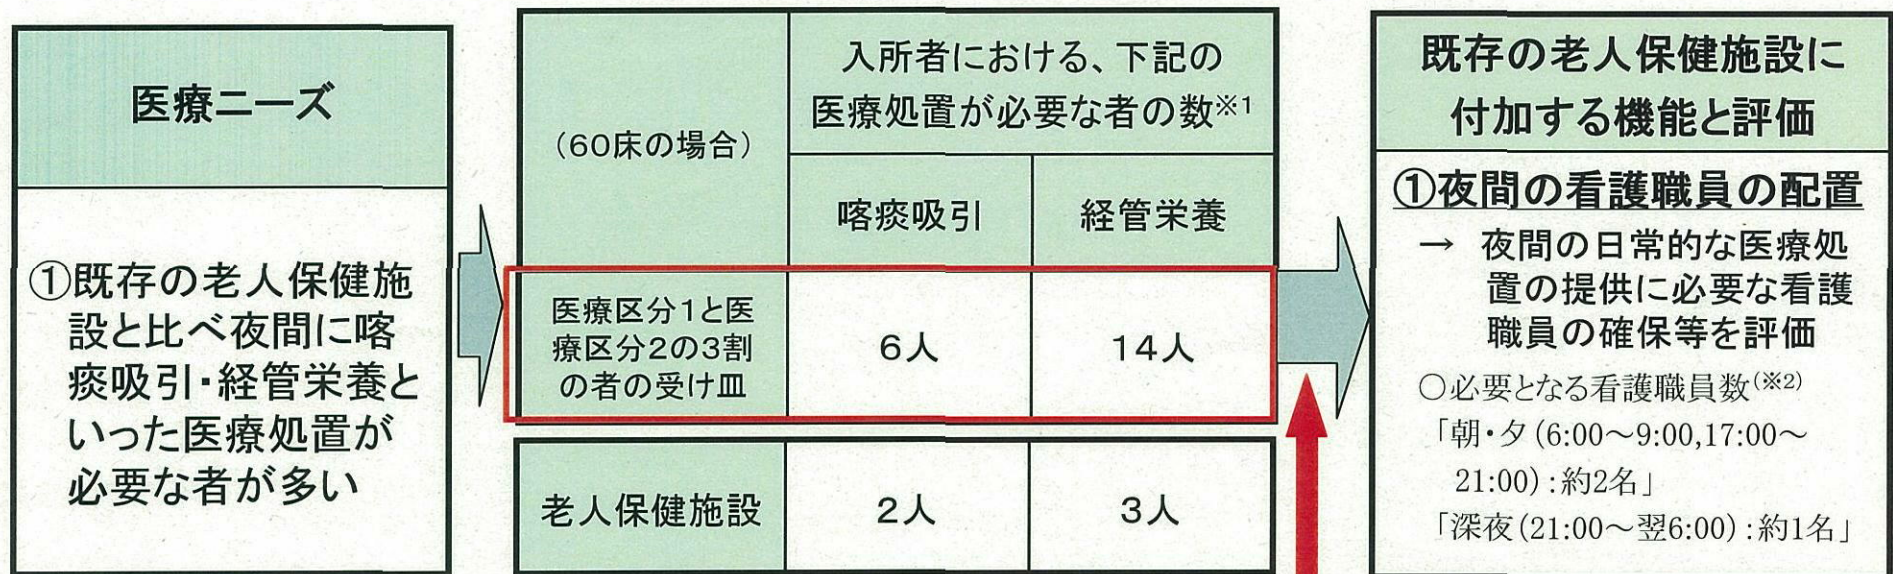 医療ニーズ
①既存の老人保健施
設と比べ夜間に喀
痰吸引・経管栄養と
いった医療処置が
必要な者が多い
(60床の場合)
入所者における、下記の
医療処置が必要な者の数※1
喀痰吸引
経管栄養
医療区分1と医
療区分2の3割
の者の受け皿
6人
14人
老人保健施設
2人
3人
既存の老人保健施設に
付加する機能と評価
①夜間の看護職員の配置
→ 夜間の日常的な医療処
置の提供に必要な看護
職員の確保等を評価
○必要となる看護職員数(※2)
「朝・夕(6:00～9:00,17:00～
21:00):約2名」
「深夜(21:00～翌6:00):約1名」